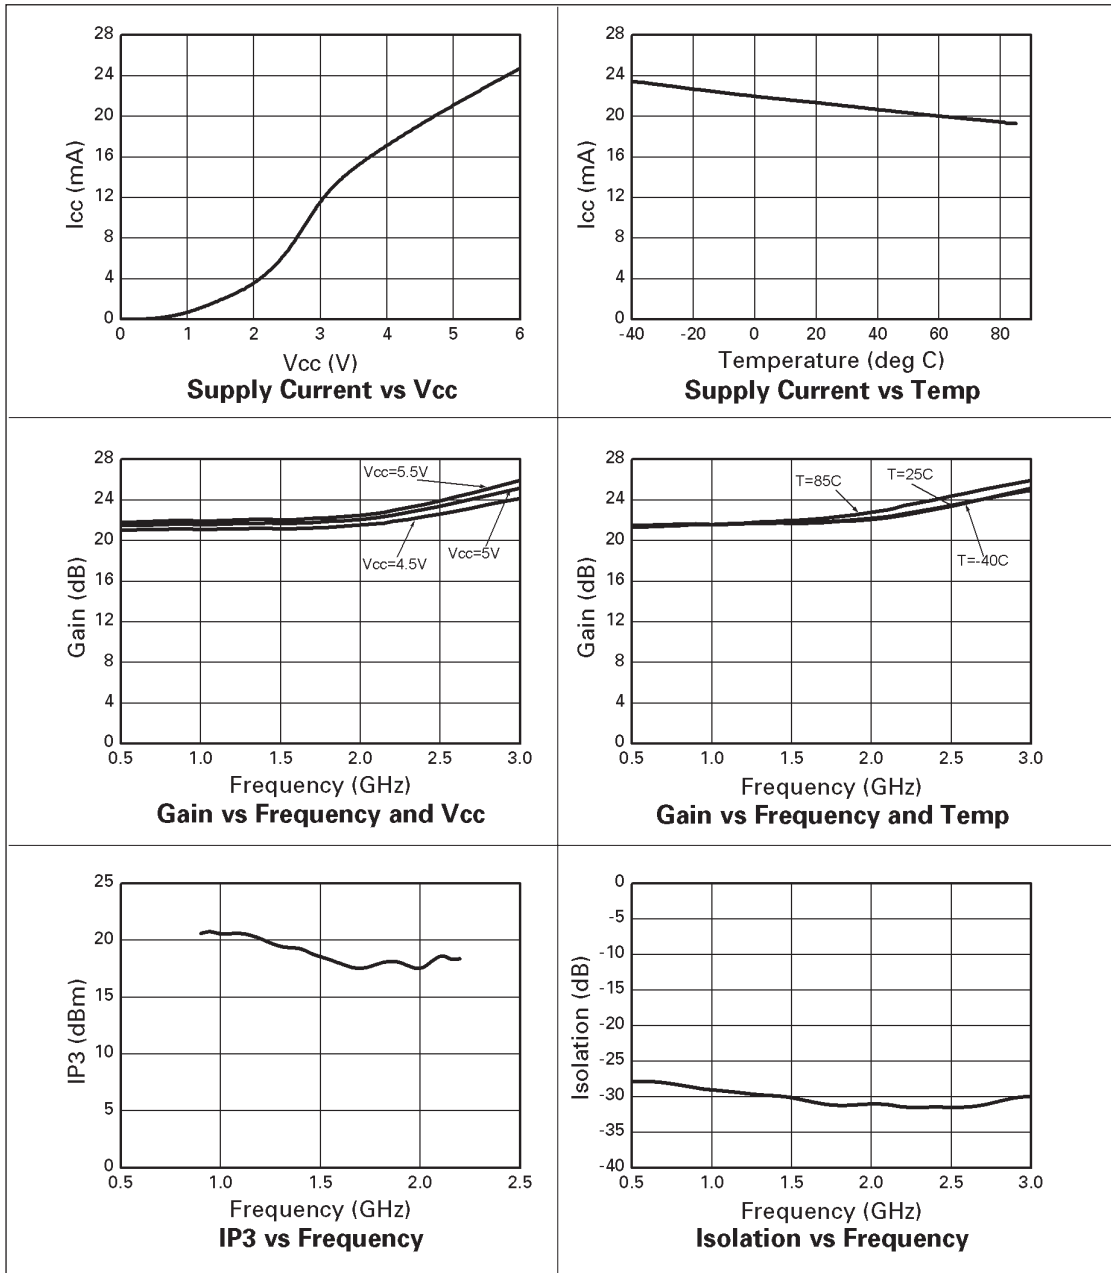 28
24
20
16
12
8
4
0
Icc (mA)
0 1 2 3 4 5 6
Vcc (V)
Supply Current vs Vcc
28
24
20
16
12
8
4
0
Icc (mA)
-40 -20 0 20 40 60 80
Temperature (deg C)
Supply Current vs Temp
28
24
20
16
12
8
4
0
Gain (dB)
Vcc=5.5V
Vcc=5V
Vcc=4.5V
0.5 1.0 1.5 2.0 2.5 3.0
Frequency (GHz)
Gain vs Frequency and Vcc
28
24
20
16
12
8
4
0
Gain (dB)
T=85C
T=25C
T=-40C
0.5 1.0 1.5 2.0 2.5 3.0
Frequency (GHz)
Gain vs Frequency and Temp
25
20
15
10
5
0
IP3 (dBm)
0.5 1.0 1.5 2.0 2.5
Frequency (GHz)
IP3 vs Frequency
0
-5
-10
-15
-20
-25
-30
-35
-40
Isolation (dB)
0.5 1.0 1.5 2.0 2.5 3.0
Frequency (GHz)
Isolation vs Frequency